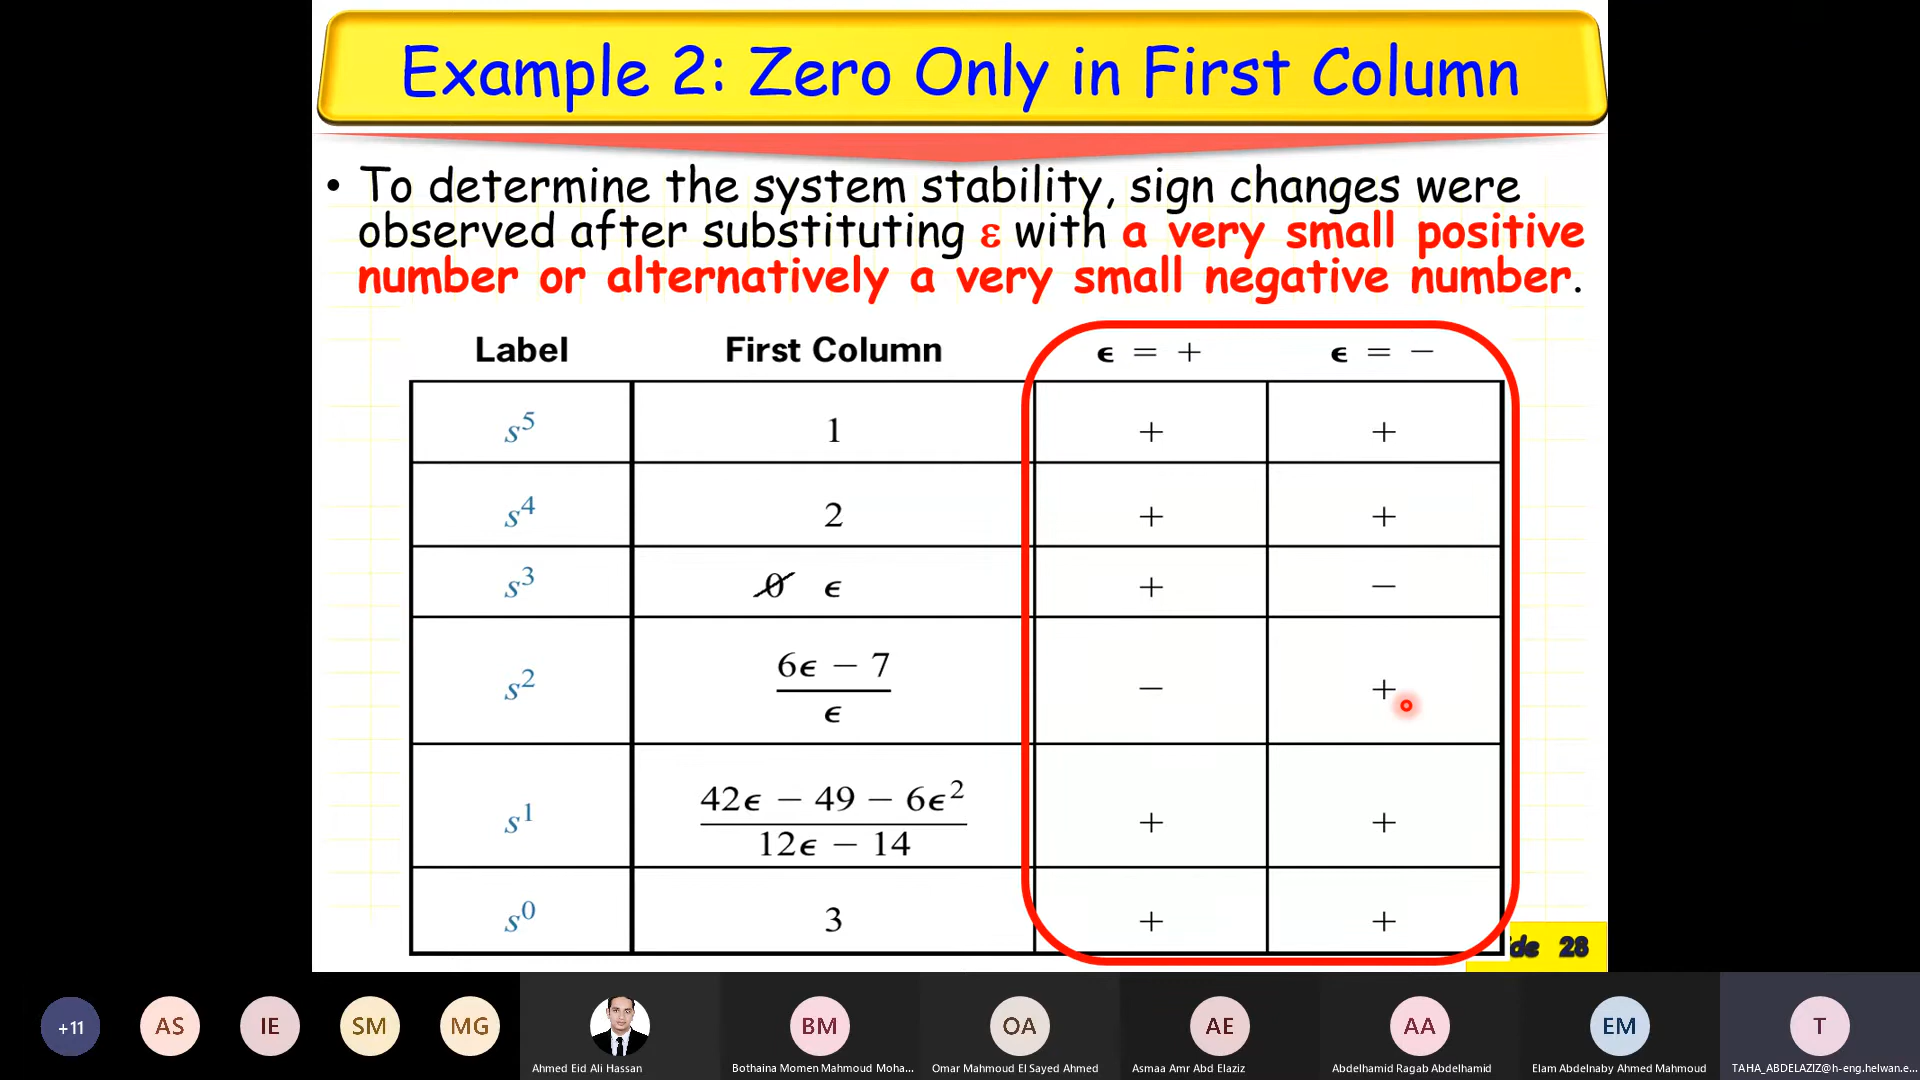 Example 2: Zero Only in First Column
• To determine the system stability, sign changes were
observed after substituting ε with a very small positive
number or alternatively a very small negative number.
Label First Column ϵ = + ϵ = −
s⁵ 1 + +
s⁴ 2 + +
s³ 0 ϵ + −
s² (6ϵ − 7)/ϵ − +
s¹ (42ϵ − 49 − 6ϵ²)/(12ϵ − 14) + +
s⁰ 3 + +
28
+11 AS IE SM MG BM OA AE AA EM T
Ahmed Eid Ali Hassan Bothaina Momen Mahmoud Moha... Omar Mahmoud El Sayed Ahmed Asmaa Amr Abd Elaziz Abdelhamid Ragab Abdelhamid Elam Abdelnaby Ahmed Mahmoud TAHA_ABDELAZIZ@h-eng.helwan.e...